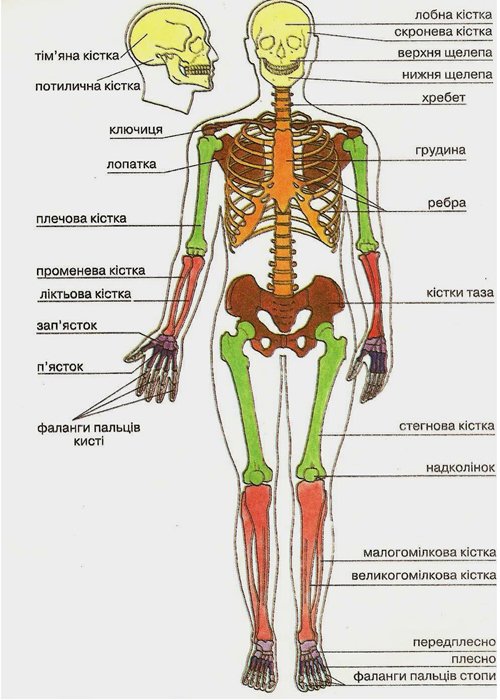 лобна кістка
скронева кістка
верхня щелепа
нижня щелепа
хребет
грудина
ребра
кістки таза
стегнова кістка
надколінок
малогомілкова кістка
великогомілкова кістка
передплесно
плесно
фаланги пальців стопи
тім'яна кістка
потилична кістка
ключиця
лопатка
плечова кістка
променева кістка
ліктьова кістка
зап'ясток
п'ясток
фаланги пальців
кисті